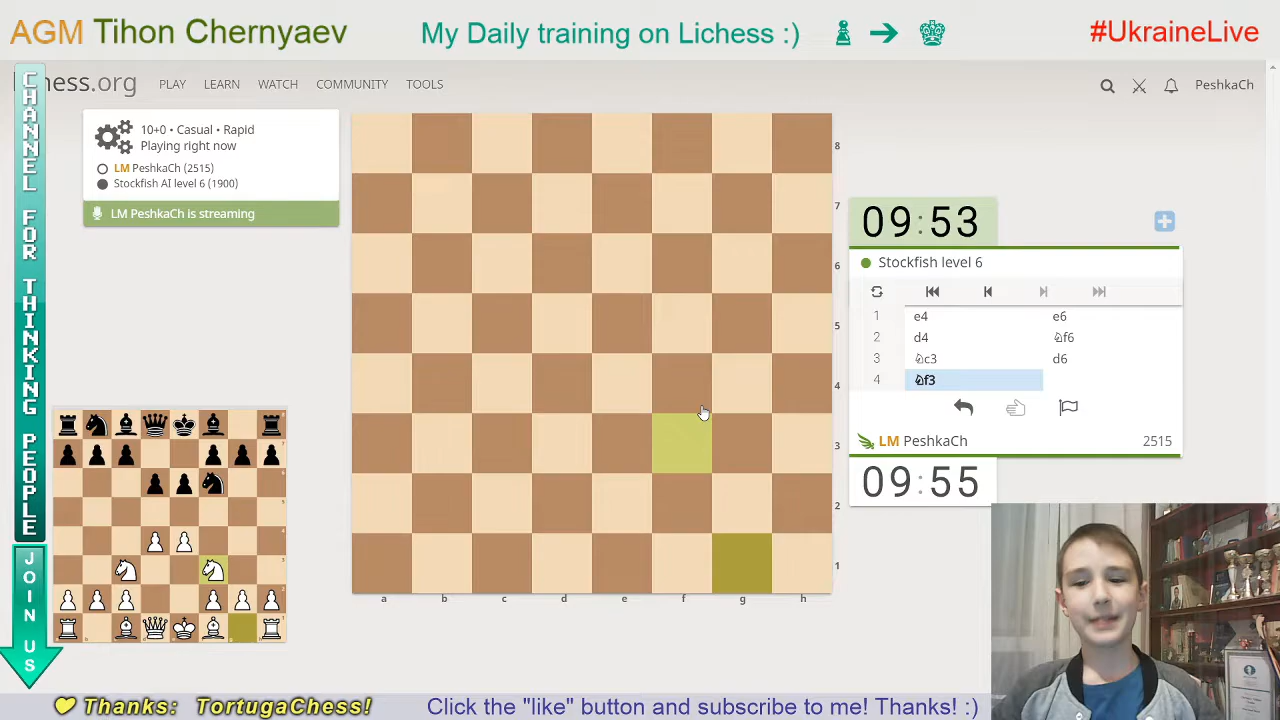 AGM Tihon Chernyaev
My Daily training on Lichess :)
#UkraineLive
CHANNEL FOR THINKING PEOPLE
JOIN US
hess.org PLAY LEARN WATCH COMMUNITY TOOLS PeshkaCh
10+0 • Casual • Rapid
Playing right now
LM PeshkaCh (2515)
Stockfish AI level 6 (1900)
LM PeshkaCh is streaming
8
7
6
5
4
3
2
1
a b c d e f g h
09:53
Stockfish level 6
1 e4 e6
2 d4 ♘f6
3 ♘c3 d6
4 ♘f3
LM PeshkaCh 2515
09:55
Thanks: TortugaChess!
Click the "like" button and subscribe to me! Thanks! :)